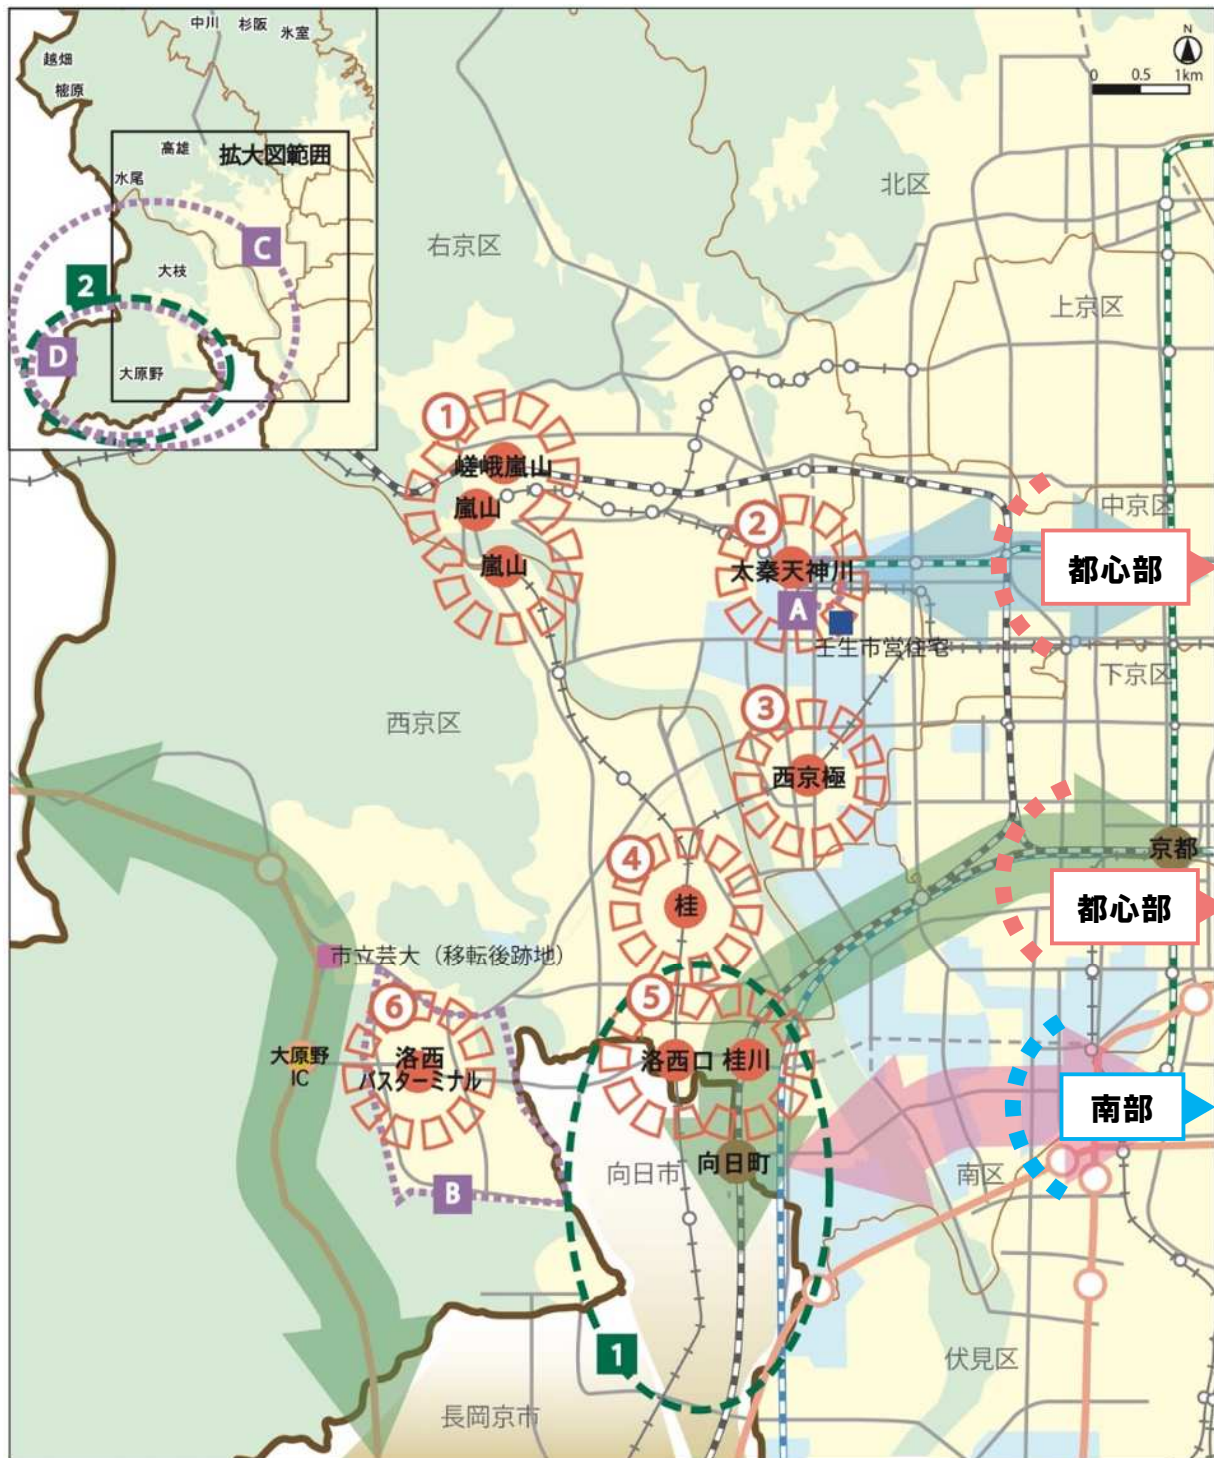 中川
杉阪
氷室
越畑
樒原
高雄
拡大図範囲
水尾
C
大枝
2
D
大原野
N
0 0.5 1km
北区
右京区
上京区
1
嵯峨嵐山
嵐山
嵐山
2
太秦天神川
A
壬生市営住宅
中京区
都心部
下京区
西京区
3
西京極
4
桂
京都
都心部
市立芸大（移転後跡地）
6
洛西
バスターミナル
大原野
IC
B
5
洛西口
桂川
向日町
向日市
南部
南区
1
伏見区
長岡京市